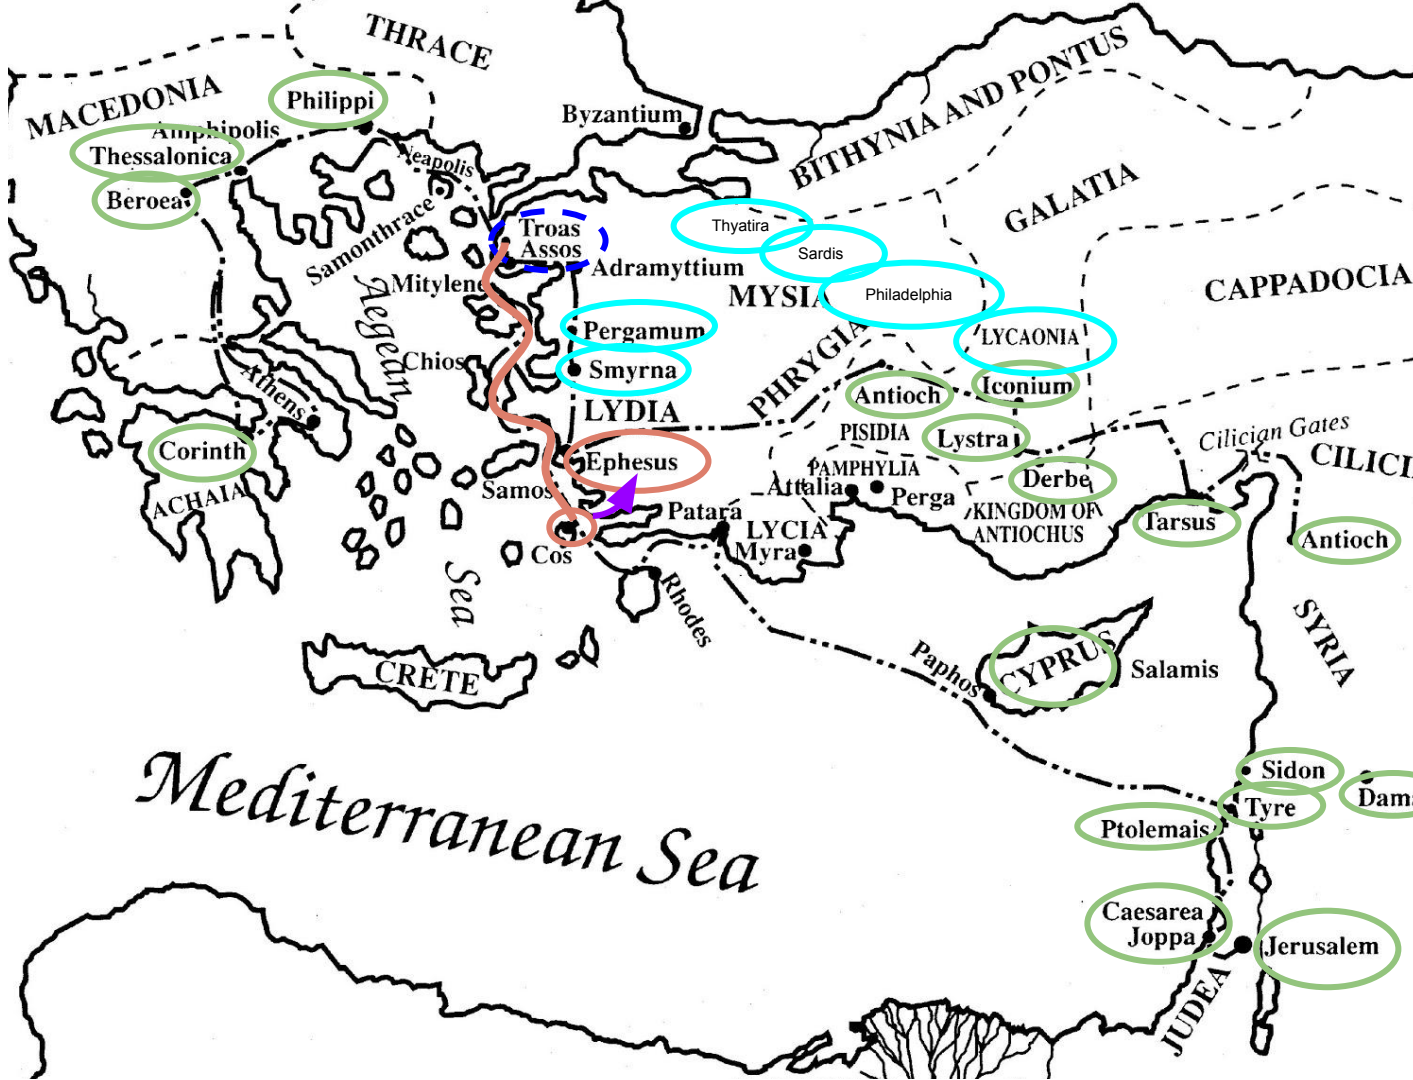 THRACE
MACEDONIA
Philippi
Byzantium
BITHYNIA AND PONTUS
Amphipolis
Thessalonica
Neapolis
Beroea
GALATIA
Samonthrace
Troas
Assos
Thyatira
Sardis
Adramyttium
Mitylene
MYSIA
Philadelphia
CAPPADOCIA
Aegean
Sea
Pergamum
LYCAONIA
Chios
Smyrna
PHRYGIA
Iconium
Antioch
Athens
LYDIA
PISIDIA
Lystra
Cilician Gates
Corinth
Ephesus
PAMPHYLIA
Derbe
CILICI
ACHAIA
Samos
Attalia
Perga
Patara
KINGDOM OF
ANTIOCHUS
Tarsus
LYCIA
Myra
Antioch
Cos
Rhodes
SYRIA
CRETE
Paphos
CYPRUS
Salamis
Mediterranean Sea
Sidon
Dama
Tyre
Ptolemais
Caesarea
Joppa
Jerusalem
JUDEA